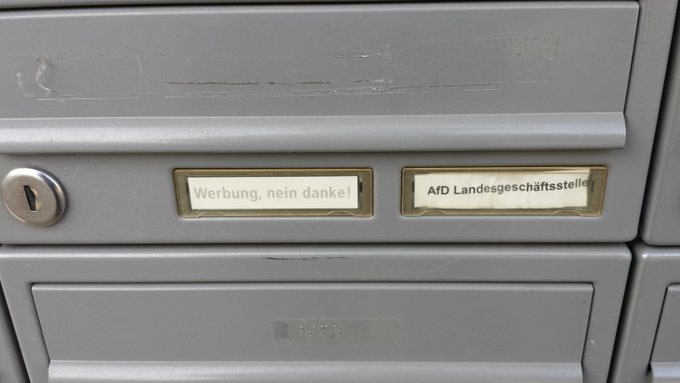 Werbung, nein danke!
AfD Landesgeschäftsstelle